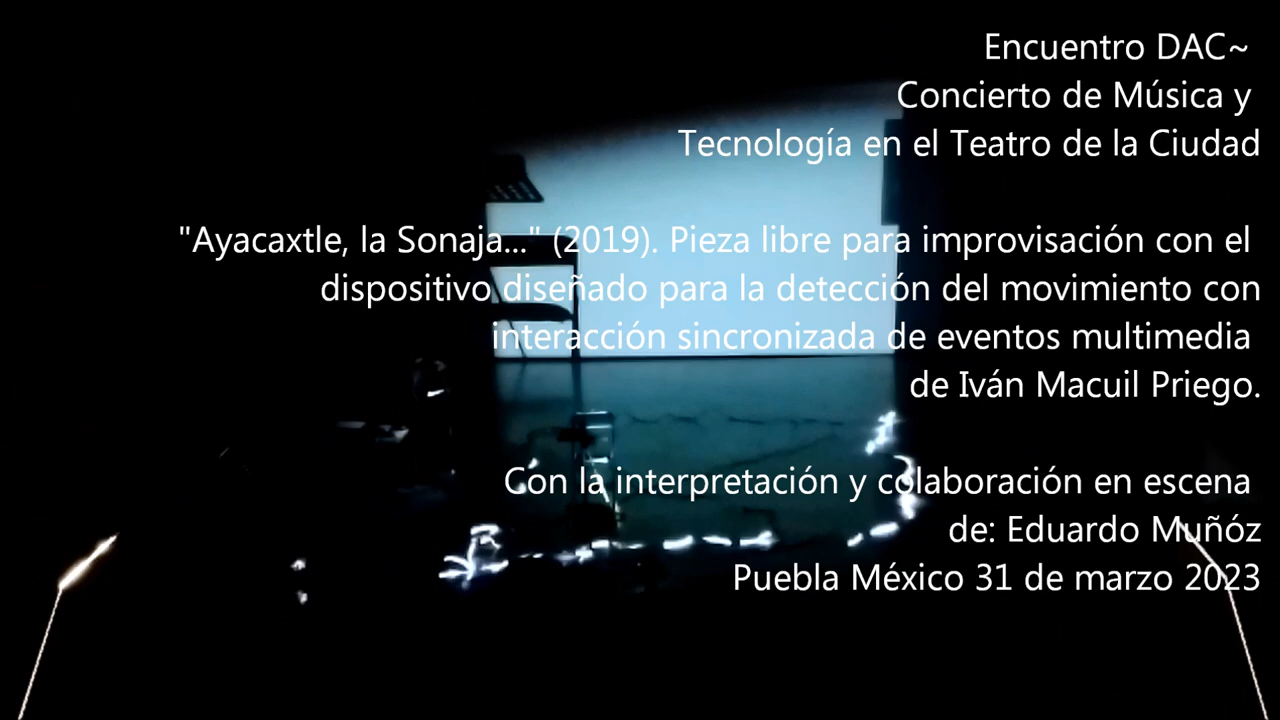 Encuentro DAC~
Concierto de Música y
Tecnología en el Teatro de la Ciudad
"Ayacaxtle, la Sonaja..." (2019). Pieza libre para improvisación con el
dispositivo diseñado para la detección del movimiento con
interacción sincronizada de eventos multimedia
de Iván Macuil Priego.
Con la interpretación y colaboración en escena
de: Eduardo Muñóz
Puebla México 31 de marzo 2023